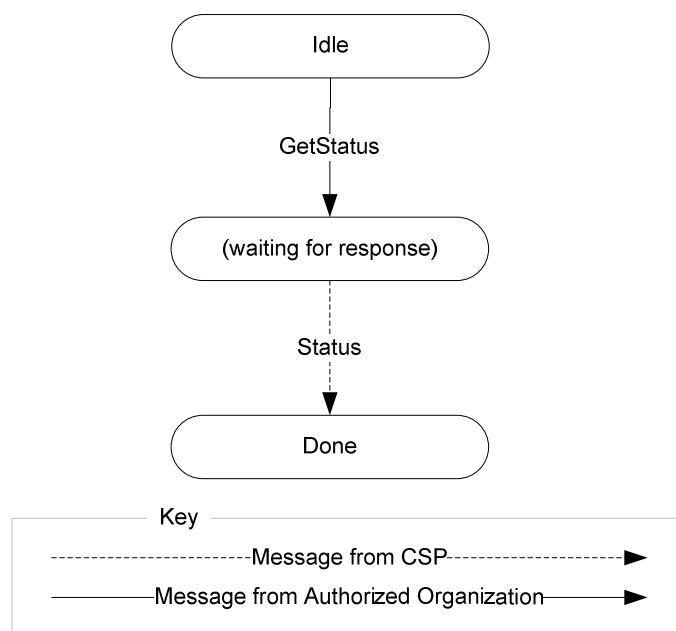 Idle
GetStatus
(waiting for response)
Status
Done
Key
Message from CSP
Message from Authorized Organization